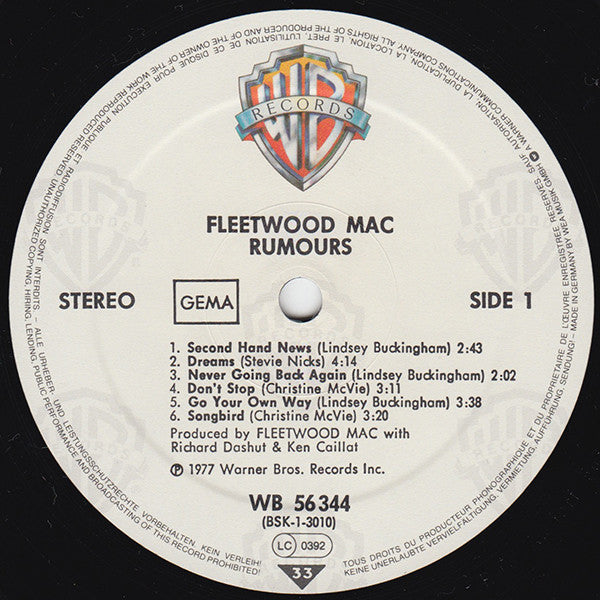 WB
RECORDS
FLEETWOOD MAC
RUMOURS
STEREO
GEMA
SIDE 1
1. Second Hand News (Lindsey Buckingham) 2:43
2. Dreams (Stevie Nicks) 4:14
3. Never Going Back Again (Lindsey Buckingham) 2:02
4. Don't Stop (Christine McVie) 3:11
5. Go Your Own Way (Lindsey Buckingham) 3:38
6. Songbird (Christine McVie) 3:20
Produced by FLEETWOOD MAC with
Richard Dashut & Ken Caillat
℗ 1977 Warner Bros. Records Inc.
WB 56 344
(BSK-1-3010)
LC 0392
33
ALLE URHEBER- UND LEISTUNGSSCHUTZRECHTE VORBEHALTEN. KEIN VERLEIH! KEINE UNERLAUBTE VERVIELFÄLTIGUNG, VERMIETUNG, AUFFÜHRUNG, SENDUNG! - MADE IN GERMANY BY WEA MUSIK GMBH
A WARNER COMMUNICATIONS COMPANY. ALL RIGHTS OF THE PRODUCER AND OF THE OWNER OF THE WORK REPRODUCED RESERVED. UNAUTHORIZED COPYING, HIRING, LENDING, PUBLIC PERFORMANCE AND BROADCASTING OF THIS RECORD PROHIBITED!
TOUS DROITS DU PRODUCTEUR PHONOGRAPHIQUE ET DU PROPRIETAIRE DE L'ŒUVRE ENREGISTREE RESERVES. SAUF AUTORISATION, LA DUPLICATION, LA LOCATION, LE PRET, L'UTILISATION DE CE DISQUE POUR EXECUTION PUBLIQUE ET RADIODIFFUSION SONT INTERDITS.